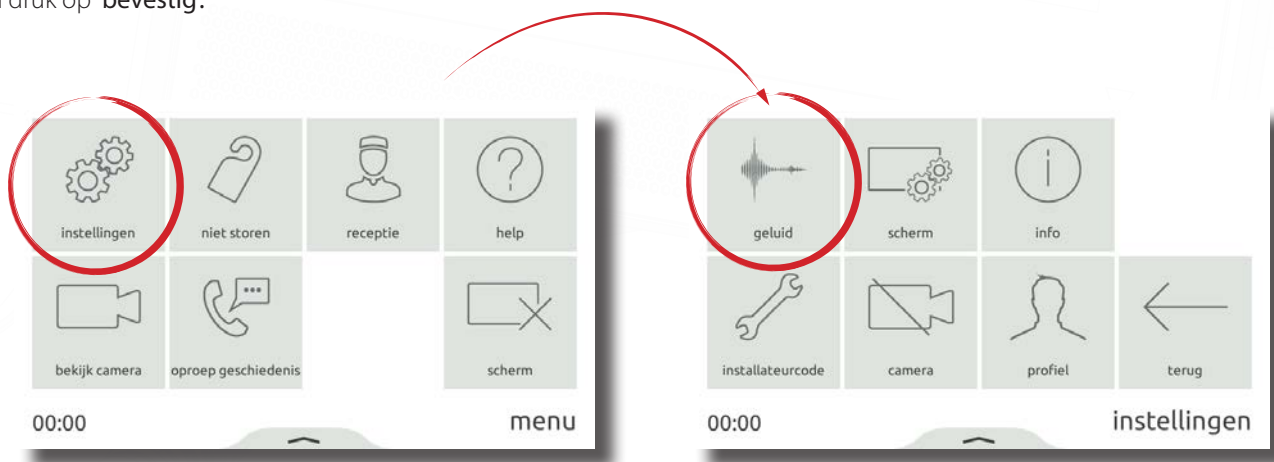 druk op bevestig.
instellingen
niet storen
receptie
help
bekijk camera
oproep geschiedenis
scherm
00:00
menu
geluid
scherm
info
installateurcode
camera
profiel
terug
00:00
instellingen